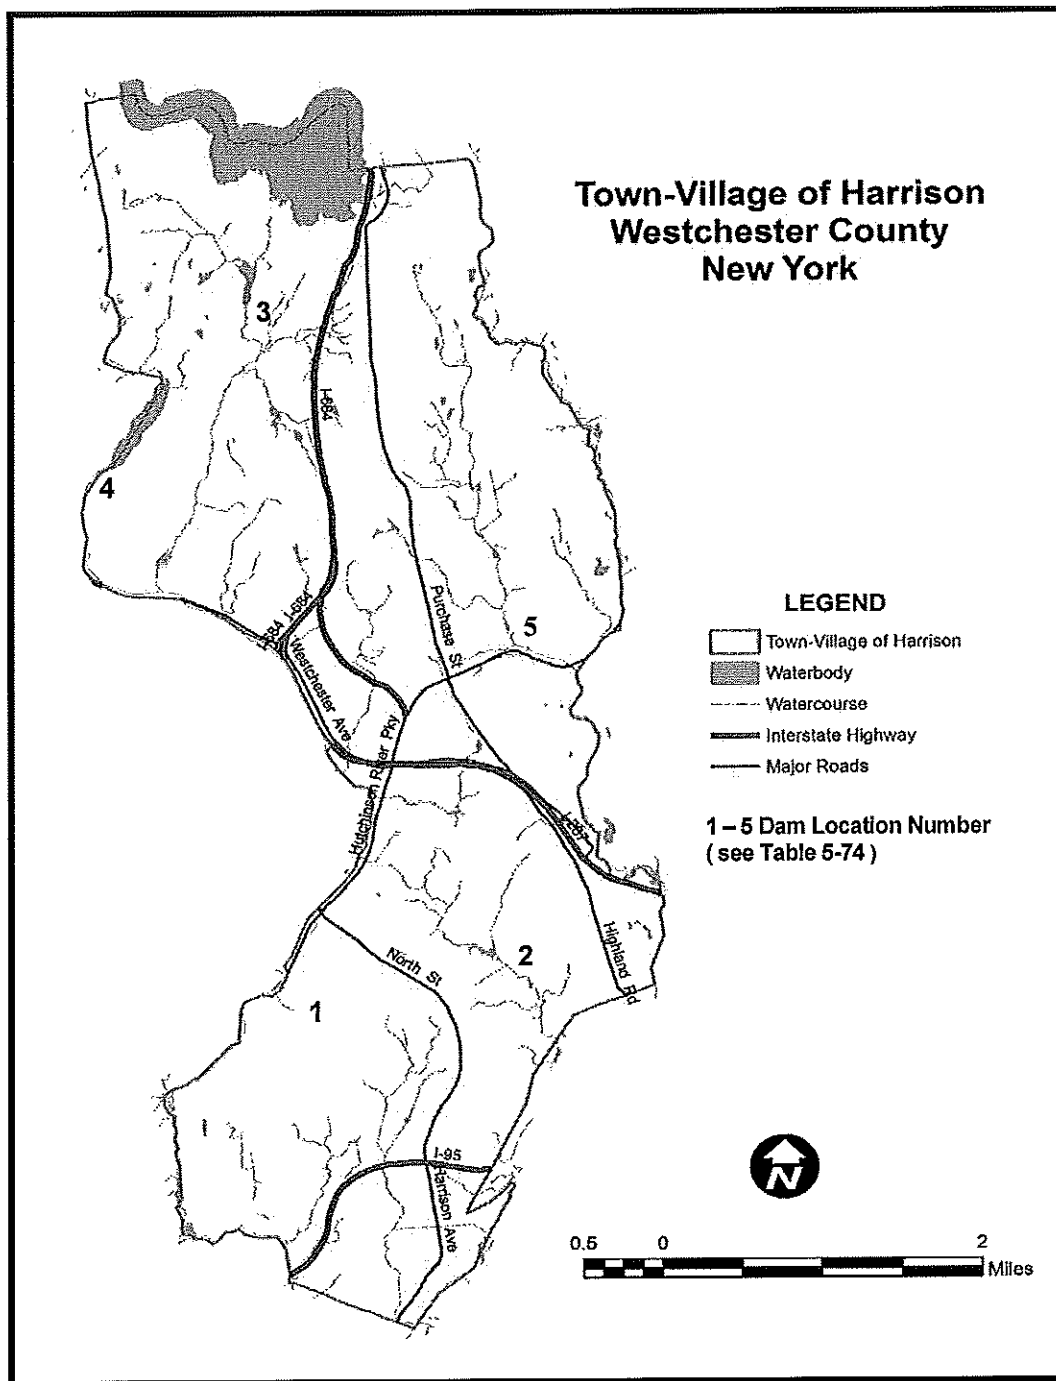 Town-Village of Harrison
Westchester County
New York
3
I-684
4
I-684
I-684
Purchase St
5
Westchester Ave
Hutchinson River Pky
I-287
LEGEND
Town-Village of Harrison
Waterbody
Watercourse
Interstate Highway
Major Roads
1 – 5 Dam Location Number
( see Table 5-74 )
2
Highland Rd
North St
1
I-95
Harrison Ave
N
0.5 0 2
Miles